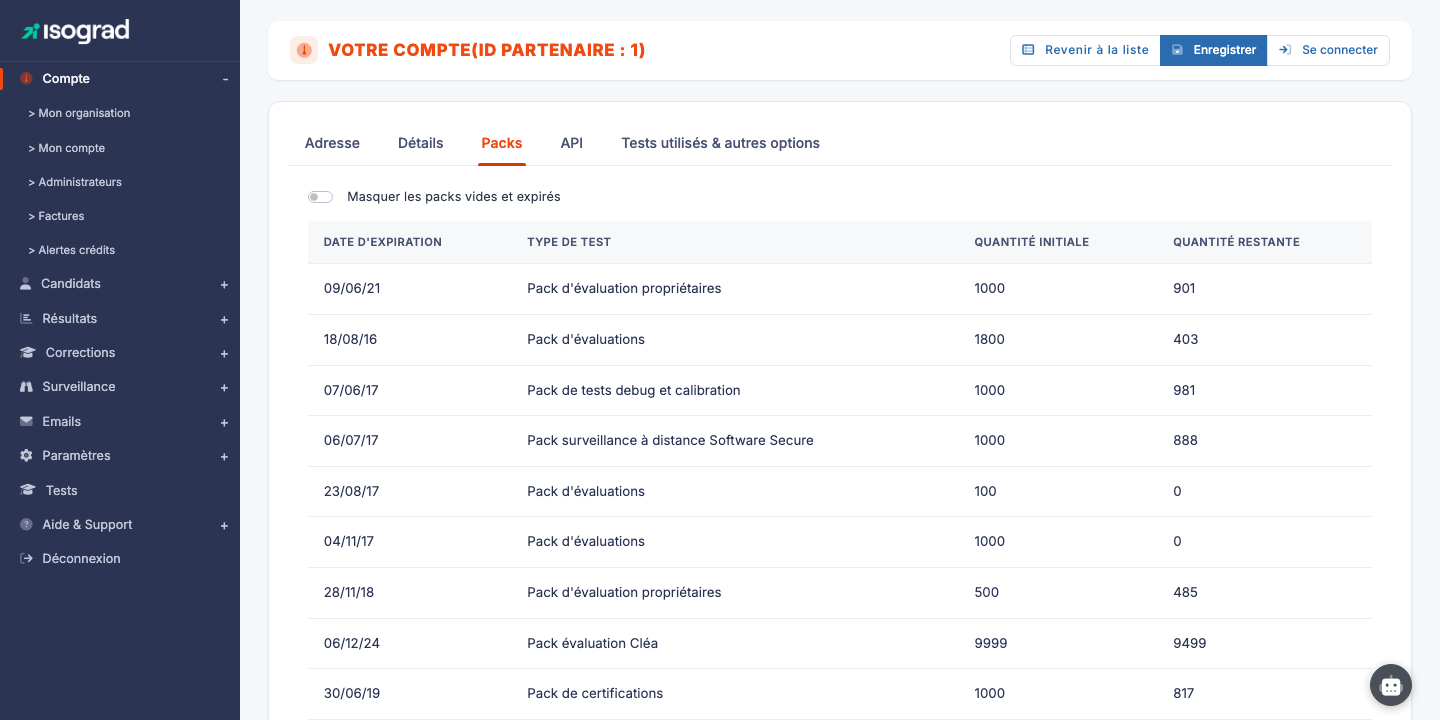 isograd
VOTRE COMPTE(ID PARTENAIRE : 1)
Revenir à la liste
Enregistrer
Se connecter
Compte
-
> Mon organisation
> Mon compte
> Administrateurs
> Factures
> Alertes crédits
Candidats
+
Résultats
+
Corrections
+
Surveillance
+
Emails
+
Paramètres
+
Tests
Aide & Support
+
Déconnexion
Adresse Détails Packs API Tests utilisés & autres options
Masquer les packs vides et expirés
DATE D'EXPIRATION TYPE DE TEST QUANTITÉ INITIALE QUANTITÉ RESTANTE
09/06/21 Pack d'évaluation propriétaires 1000 901
18/08/16 Pack d'évaluations 1800 403
07/06/17 Pack de tests debug et calibration 1000 981
06/07/17 Pack surveillance à distance Software Secure 1000 888
23/08/17 Pack d'évaluations 100 0
04/11/17 Pack d'évaluations 1000 0
28/11/18 Pack d'évaluation propriétaires 500 485
06/12/24 Pack évaluation Cléa 9999 9499
30/06/19 Pack de certifications 1000 817